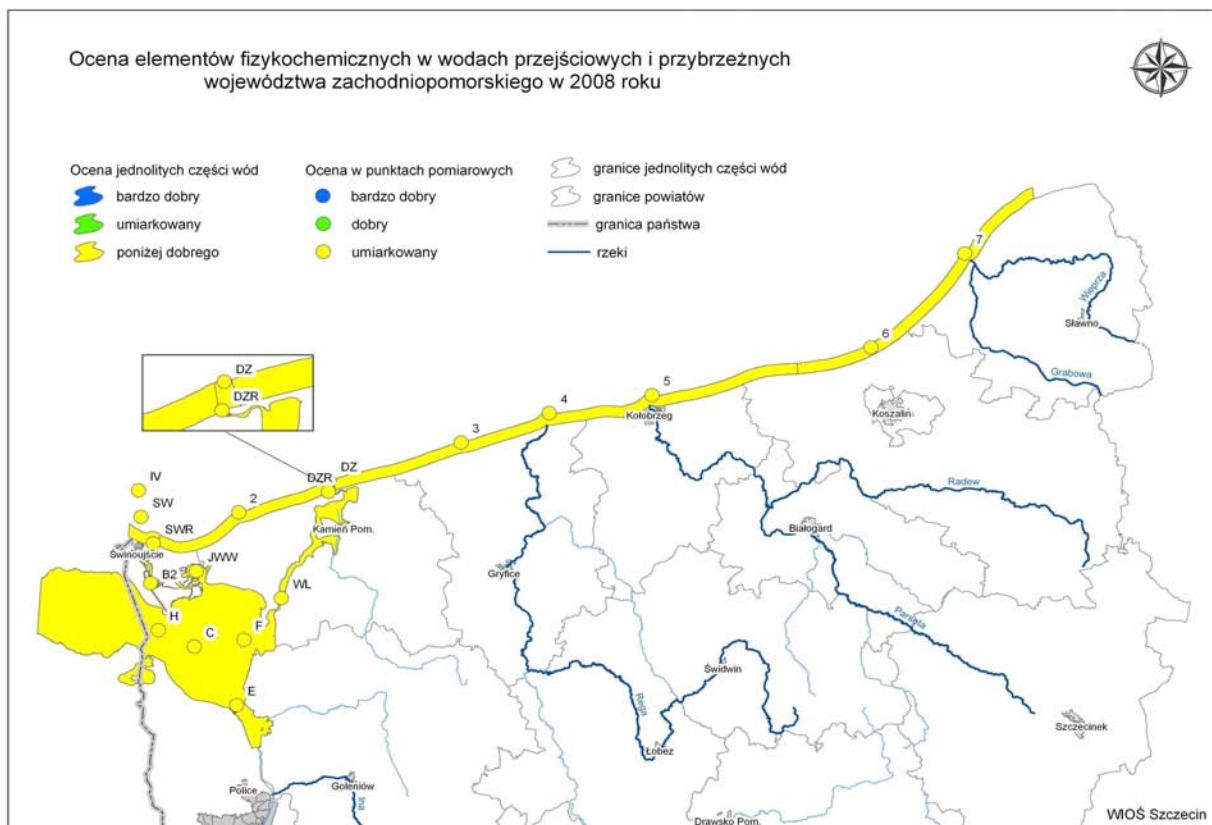 Ocena elementów fizykochemicznych w wodach przejściowych i przybrzeżnych
województwa zachodniopomorskiego w 2008 roku
Ocena jednolitych części wód
bardzo dobry
umiarkowany
poniżej dobrego
Ocena w punktach pomiarowych
bardzo dobry
dobry
umiarkowany
granice jednolitych części wód
granice powiatów
granica państwa
rzeki
7
Wieprza
Sławno
6
Grabowa
DZ
DZR
5
4
Kołobrzeg
Koszalin
3
DZ
DZR
IV
2
SW
Radew
SWR
Kamień Pom.
Białogard
Świnoujście
JWW
Gryfice
B2
WL
H
C
F
Parsęta
Świdwin
E
Rega
Szczecinek
Łobez
Police
Goleniów
Ina
Drawsko Pom.
WIOŚ Szczecin